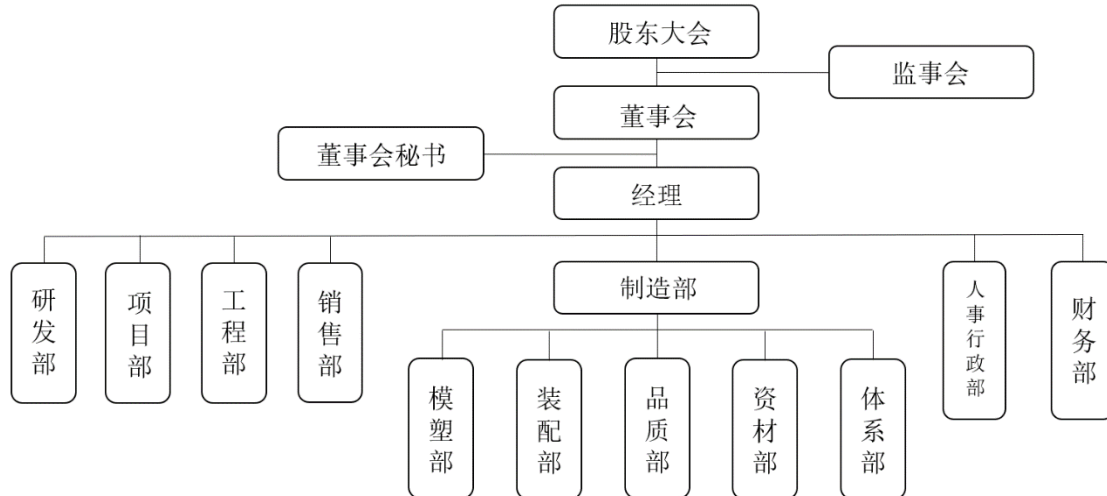 股东大会
监事会
董事会
董事会秘书
经理
研发部
项目部
工程部
销售部
制造部
人事行政部
财务部
模塑部
装配部
品质部
资材部
体系部